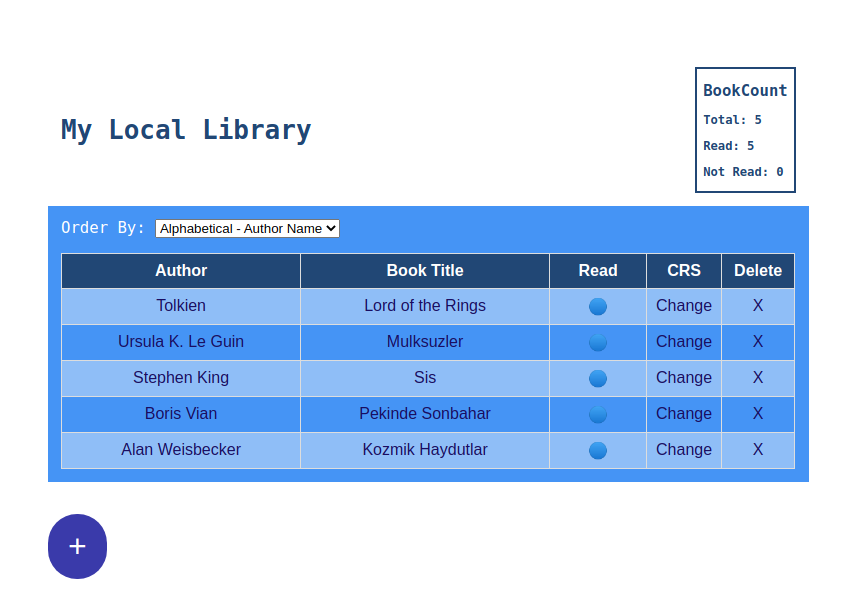 My Local Library
BookCount
Total: 5
Read: 5
Not Read: 0
Order By: Alphabetical - Author Name
Author Book Title Read CRS Delete
Tolkien Lord of the Rings Change X
Ursula K. Le Guin Mulksuzler Change X
Stephen King Sis Change X
Boris Vian Pekinde Sonbahar Change X
Alan Weisbecker Kozmik Haydutlar Change X
+